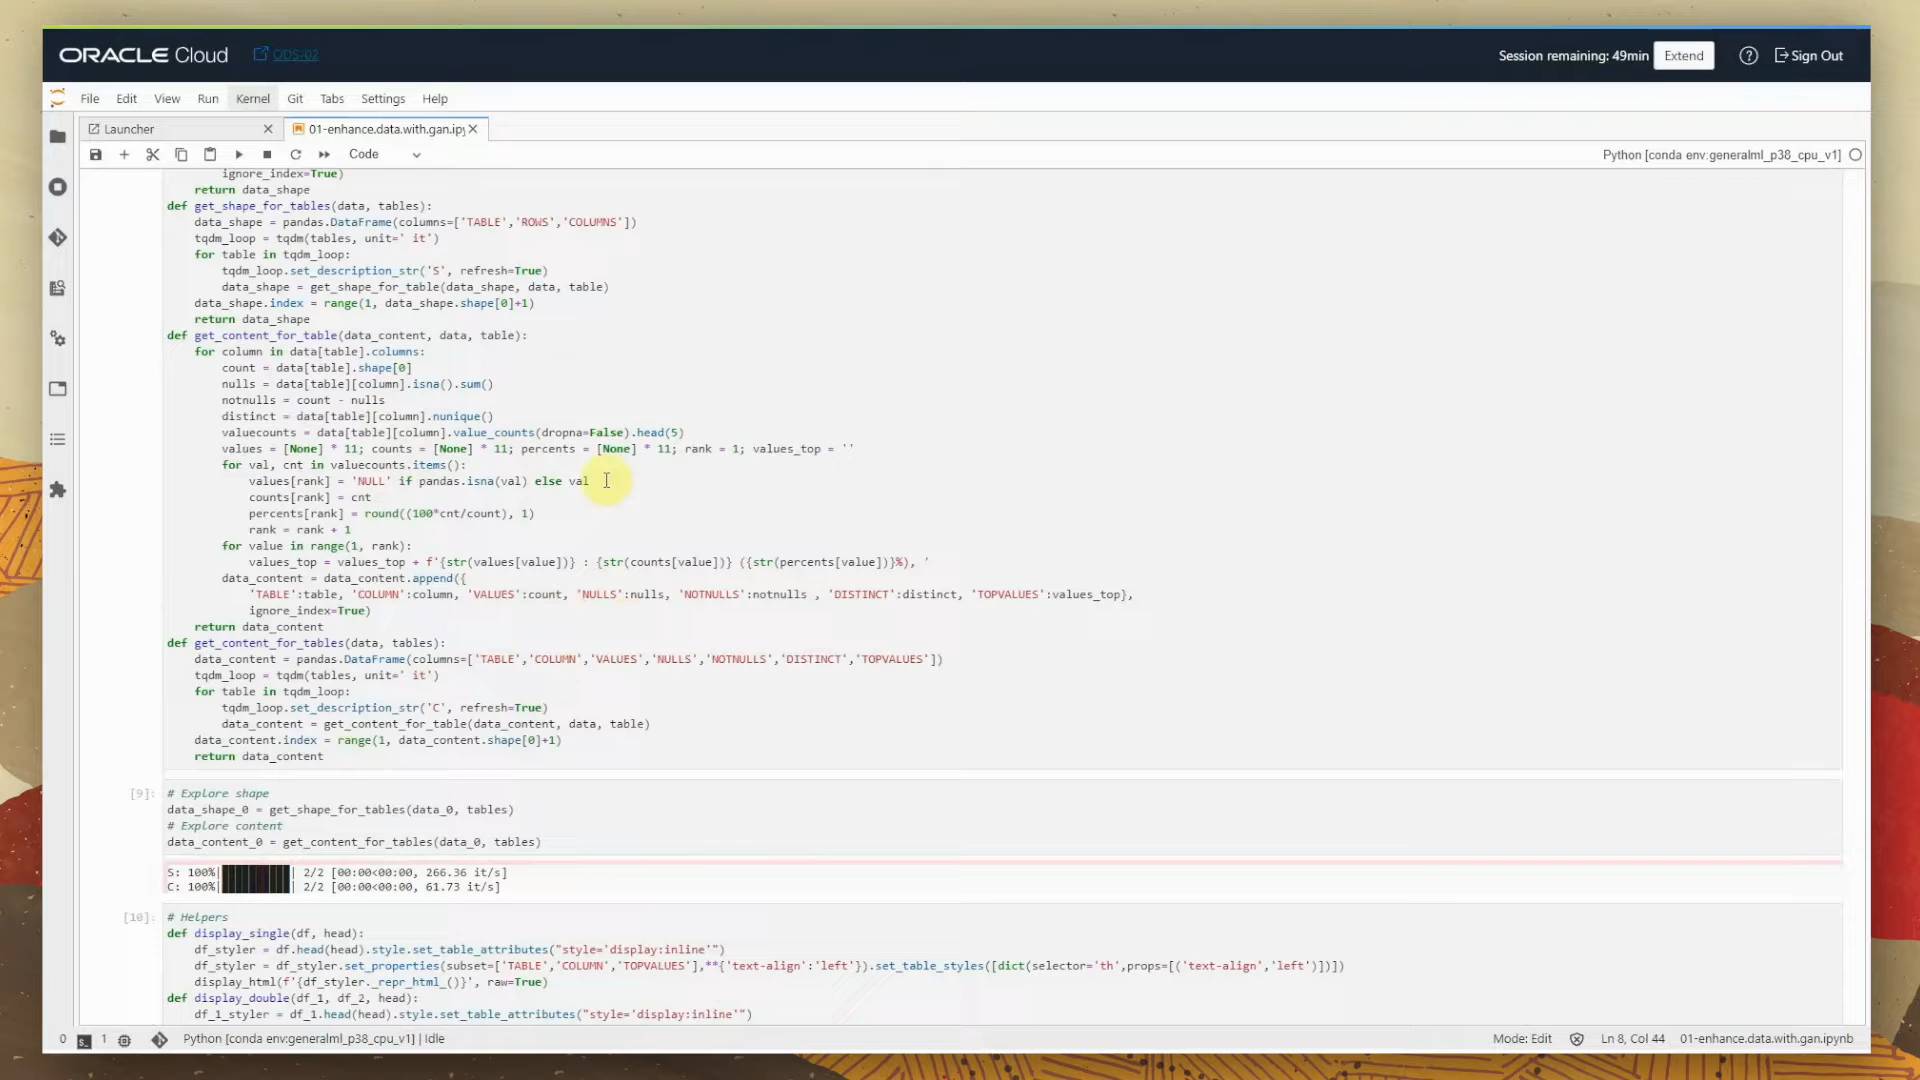 ORACLE Cloud ODS-02 Session remaining: 49min Extend Sign Out
File Edit View Run Kernel Git Tabs Settings Help
Launcher 01-enhance.data.with.gan.ipy
Code Python [conda env:generalml_p38_cpu_v1]
ignore_index=True)
return data_shape
def get_shape_for_tables(data, tables):
data_shape = pandas.DataFrame(columns=['TABLE','ROWS','COLUMNS'])
tqdm_loop = tqdm(tables, unit=' it')
for table in tqdm_loop:
tqdm_loop.set_description_str('S', refresh=True)
data_shape = get_shape_for_table(data_shape, data, table)
data_shape.index = range(1, data_shape.shape[0]+1)
return data_shape
def get_content_for_table(data_content, data, table):
for column in data[table].columns:
count = data[table].shape[0]
nulls = data[table][column].isna().sum()
notnulls = count - nulls
distinct = data[table][column].nunique()
valuecounts = data[table][column].value_counts(dropna=False).head(5)
values = [None] * 11; counts = [None] * 11; percents = [None] * 11; rank = 1; values_top = ''
for val, cnt in valuecounts.items():
values[rank] = 'NULL' if pandas.isna(val) else val
counts[rank] = cnt
percents[rank] = round((100*cnt/count), 1)
rank = rank + 1
for value in range(1, rank):
values_top = values_top + f'{str(values[value])} : {str(counts[value])} ({str(percents[value])}%), '
data_content = data_content.append({
'TABLE':table, 'COLUMN':column, 'VALUES':count, 'NULLS':nulls, 'NOTNULLS':notnulls , 'DISTINCT':distinct, 'TOPVALUES':values_top},
ignore_index=True)
return data_content
def get_content_for_tables(data, tables):
data_content = pandas.DataFrame(columns=['TABLE','COLUMN','VALUES','NULLS','NOTNULLS','DISTINCT','TOPVALUES'])
tqdm_loop = tqdm(tables, unit=' it')
for table in tqdm_loop:
tqdm_loop.set_description_str('C', refresh=True)
data_content = get_content_for_table(data_content, data, table)
data_content.index = range(1, data_content.shape[0]+1)
return data_content
[9]: # Explore shape
data_shape_0 = get_shape_for_tables(data_0, tables)
# Explore content
data_content_0 = get_content_for_tables(data_0, tables)
S: 100%|██████████| 2/2 [00:00<00:00, 266.36 it/s]
C: 100%|██████████| 2/2 [00:00<00:00, 61.73 it/s]
[10]: # Helpers
def display_single(df, head):
df_styler = df.head(head).style.set_table_attributes("style='display:inline'")
df_styler = df_styler.set_properties(subset=['TABLE','COLUMN','TOPVALUES'],**{'text-align':'left'}).set_table_styles([dict(selector='th',props=[('text-align','left')])])
display_html(f'{df_styler._repr_html_()}', raw=True)
def display_double(df_1, df_2, head):
df_1_styler = df_1.head(head).style.set_table_attributes("style='display:inline'")
0 1 Python [conda env:generalml_p38_cpu_v1] | Idle Mode: Edit Ln 8, Col 44 01-enhance.data.with.gan.ipynb